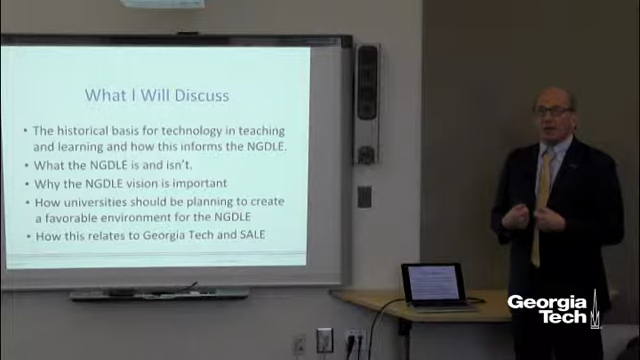 What I Will Discuss
• The historical basis for technology in teaching
and learning and how this informs the NGDLE.
• What the NGDLE is and isn't.
• Why the NGDLE vision is important
• How universities should be planning to create
a favorable environment for the NGDLE
• How this relates to Georgia Tech and SALE
Georgia
Tech